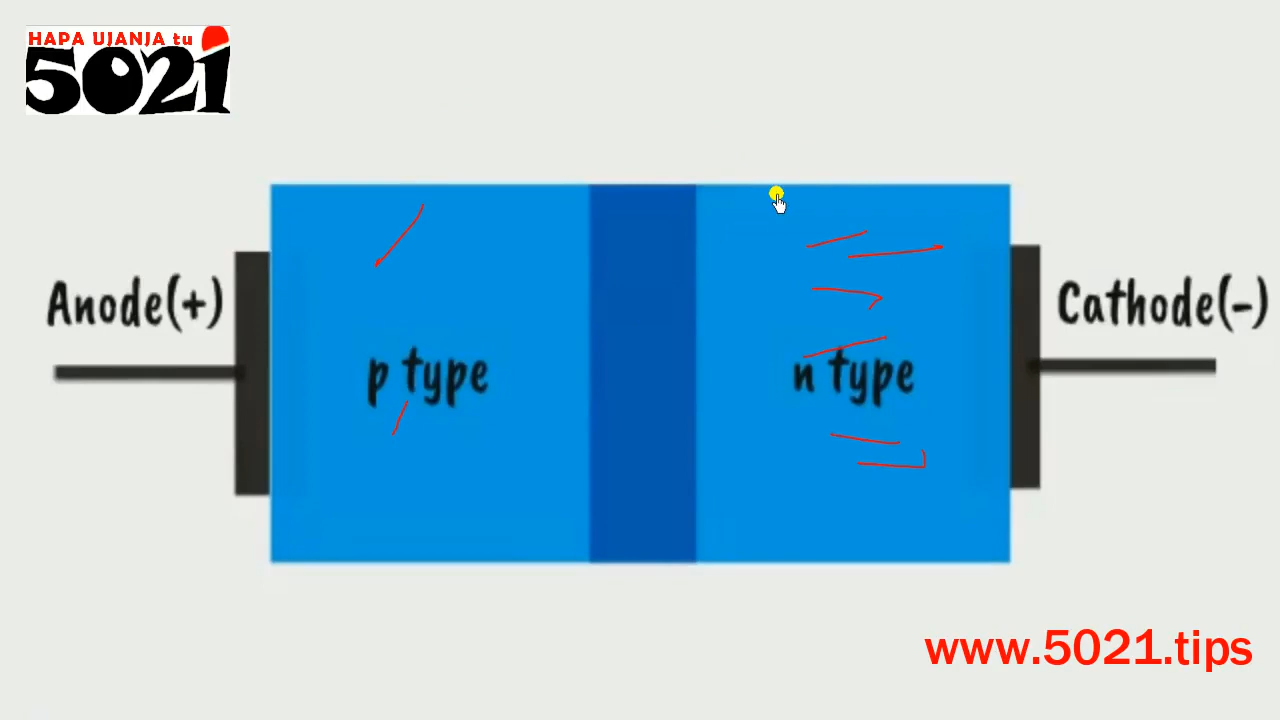 HAPA UJANJA tu
5021
Anode(+)
Cathode(-)
p type
n type
www.5021.tips